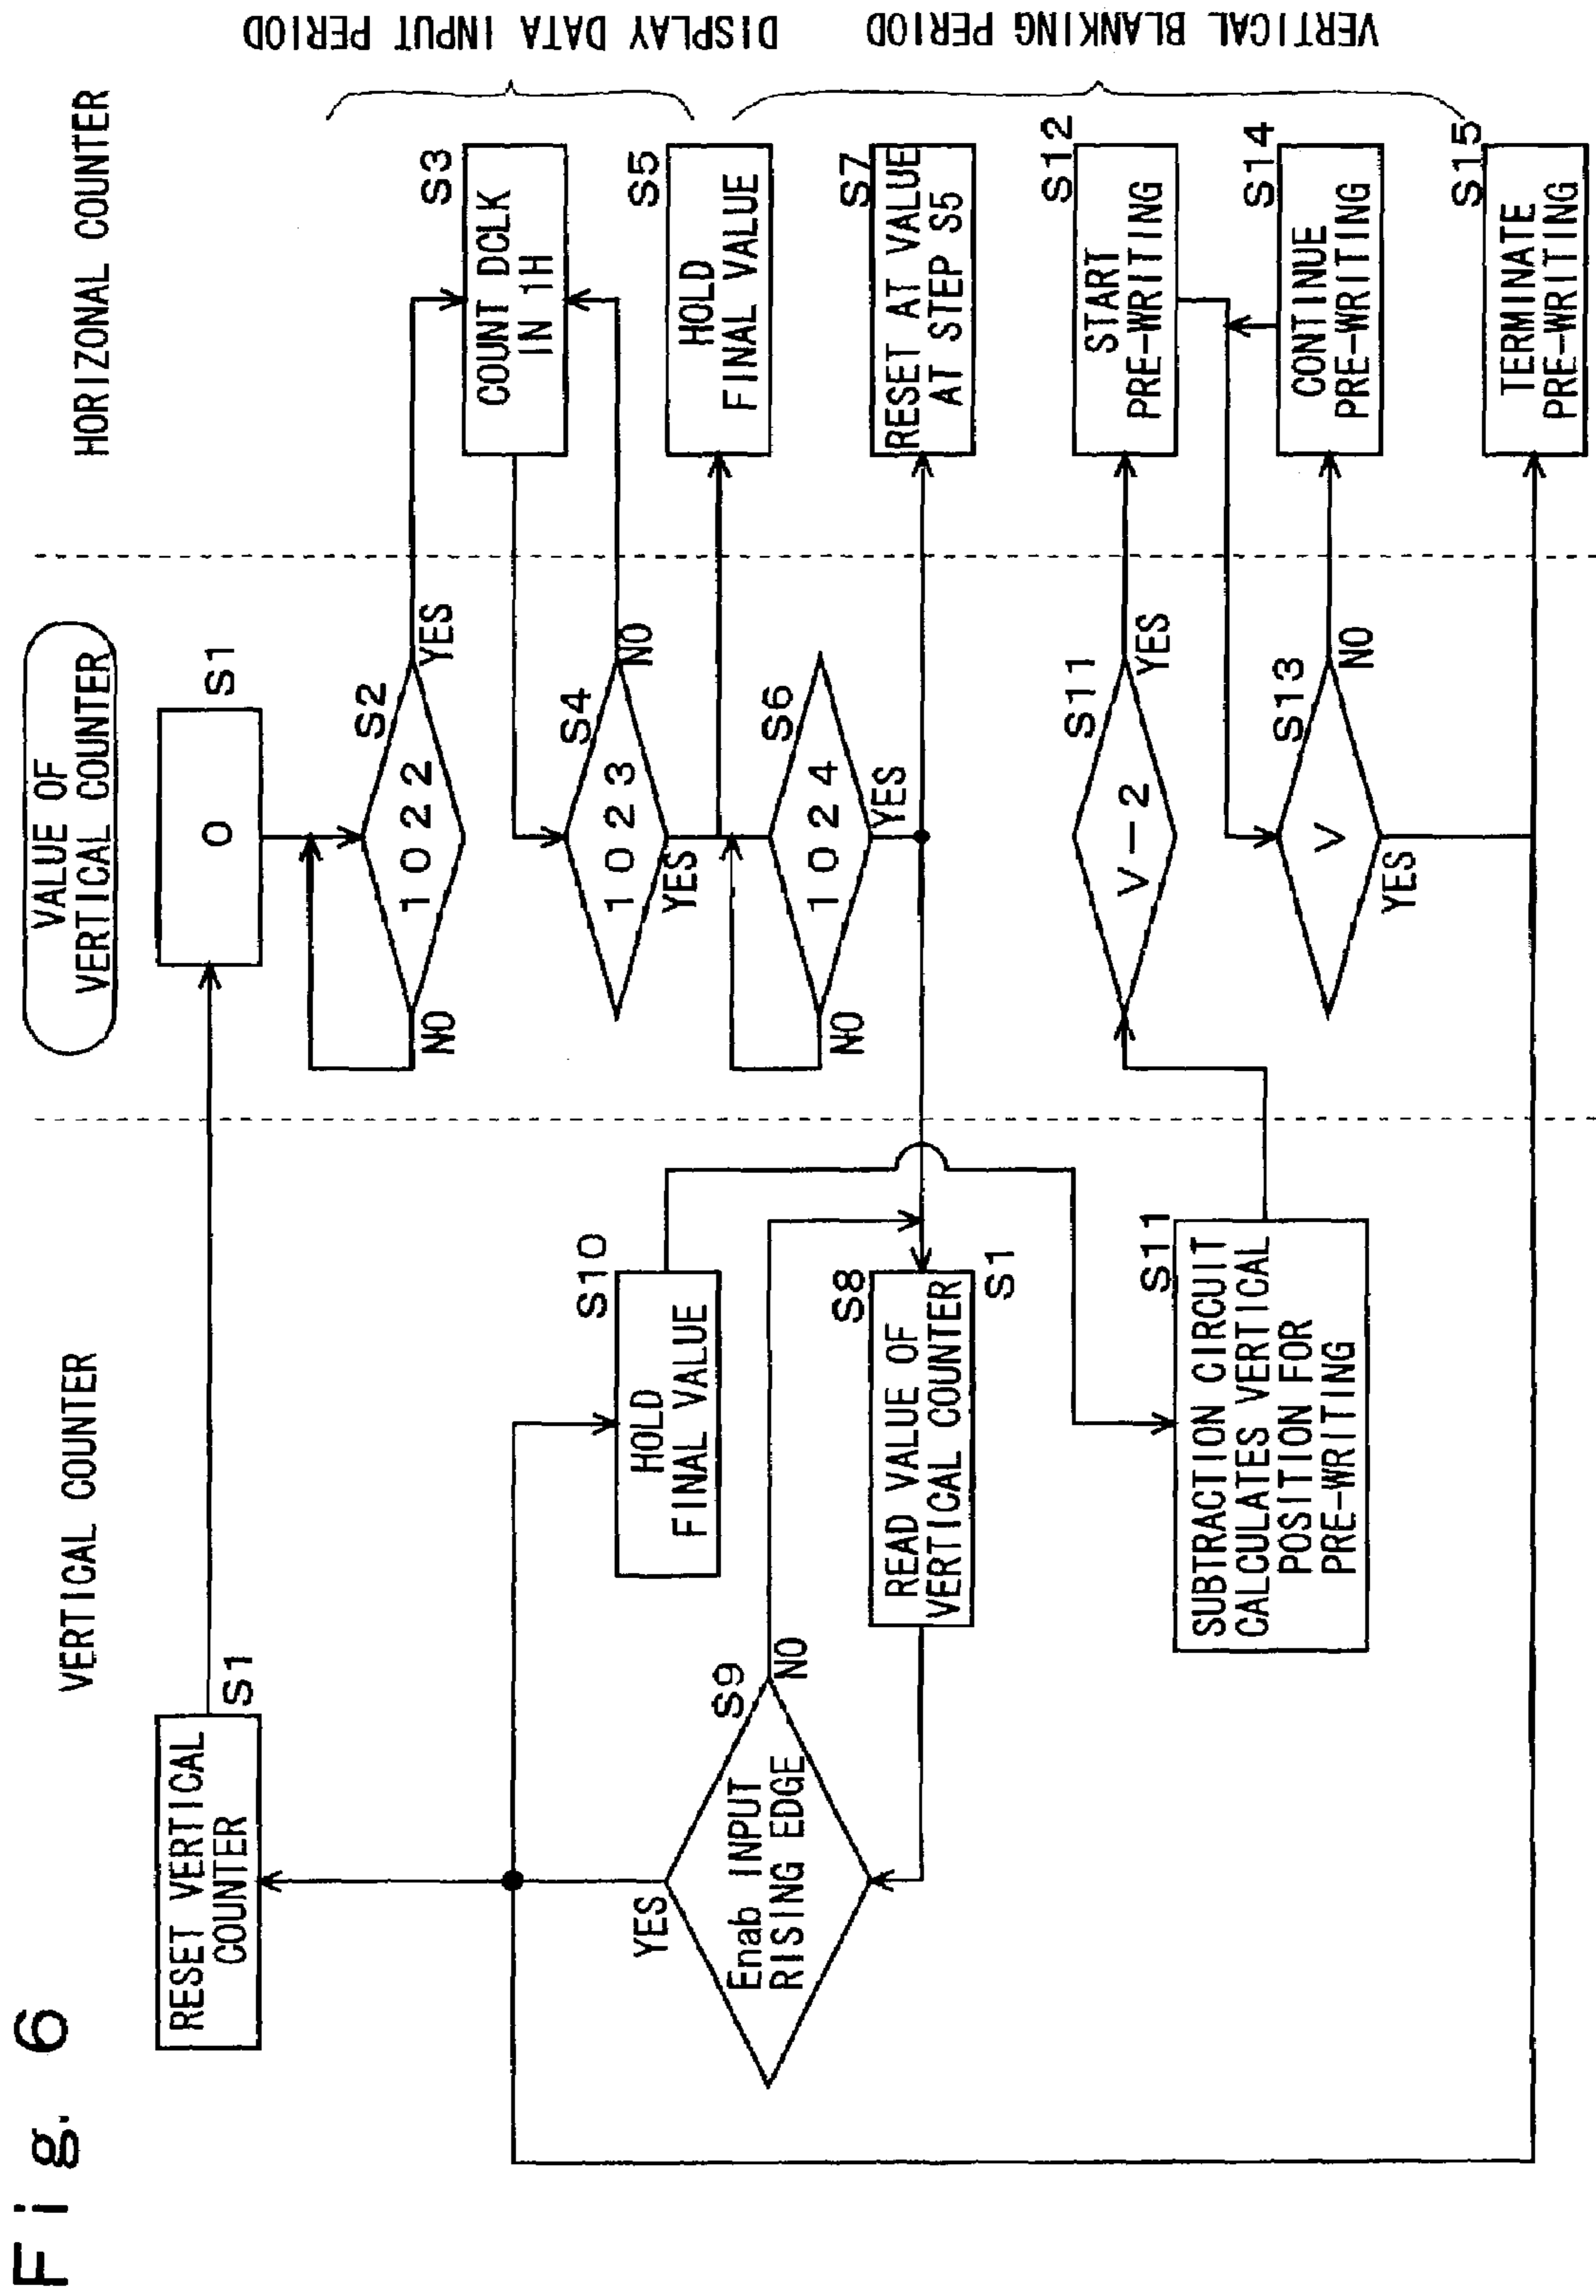 Fig. 6
VERTICAL COUNTER
VALUE OF
VERTICAL COUNTER
HORIZONAL COUNTER
RESET VERTICAL
COUNTER
S1
0
S1
S2
1022
YES
NO
S3
COUNT DCLK
IN 1H
DISPLAY DATA INPUT PERIOD
S4
1023
NO
YES
S5
HOLD
FINAL VALUE
S10
HOLD
FINAL VALUE
S9
Enab INPUT
RISING EDGE
YES
NO
S6
1024
YES
NO
S7
RESET AT VALUE
AT STEP S5
S8
READ VALUE OF
VERTICAL COUNTER
S1
VERTICAL BLANKING PERIOD
S11
SUBTRACTION CIRCUIT
CALCULATES VERTICAL
POSITION FOR
PRE-WRITING
S11
V-2
YES
S12
START
PRE-WRITING
S13
V
NO
YES
S14
CONTINUE
PRE-WRITING
S15
TERMINATE
PRE-WRITING